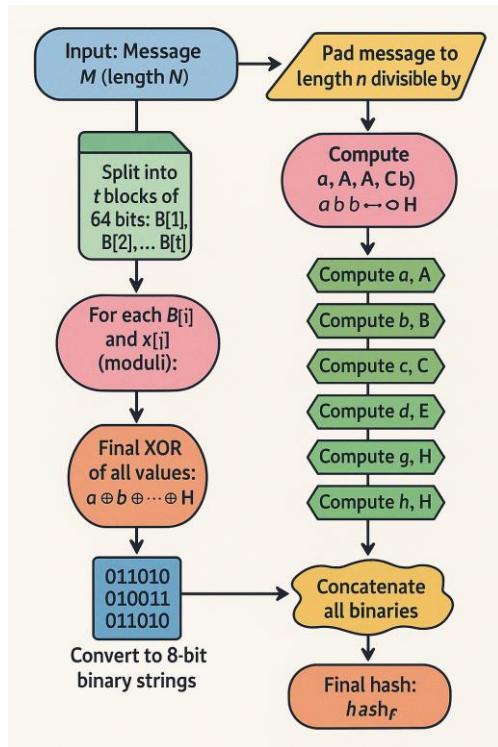 Input: Message
M (length N)
Pad message to
length n divisible by
Split into
t blocks of
64 bits: B[1],
B[2],... B[t]
Compute
a, A, A, C b)
a b b ↔ ○ H
For each B[i]
and x[j]
(moduli):
Compute a, A
Compute b, B
Compute c, C
Compute d, E
Compute g, H
Compute h, H
Final XOR
of all values:
a ⊕ b ⊕ ··· ⊕ H
011010
010011
011010
Convert to 8-bit
binary strings
Concatenate
all binaries
Final hash:
hash_F